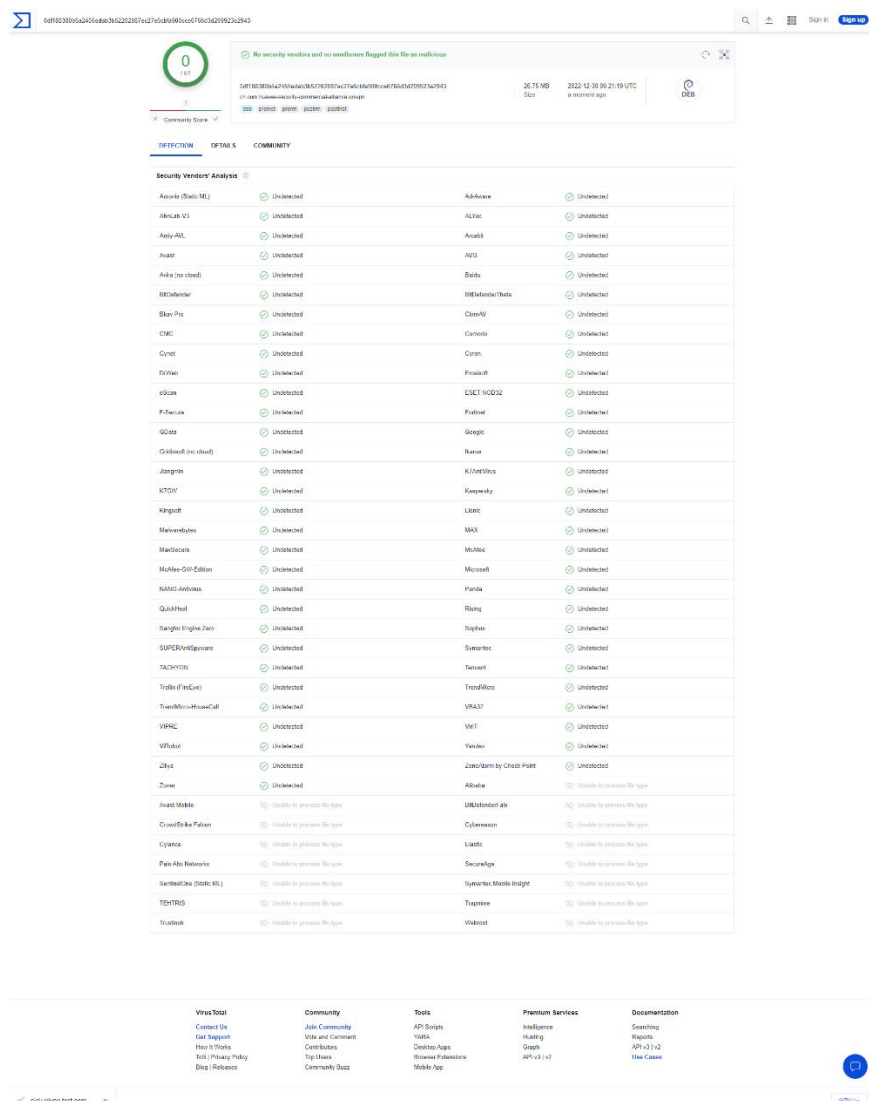 Sign in
Sign up
0
/ 61
No security vendors and no sandboxes flagged this file as malicious
26.75 MB
Size
2022-12-30 06:21:19 UTC
a moment ago
DEB
deb preinst prerm postrm postinst
?
Community Score
DETECTION DETAILS COMMUNITY
Security Vendors' Analysis
Acronis (Static ML) Undetected Ad-Aware Undetected
AhnLab-V3 Undetected ALYac Undetected
Antiy-AVL Undetected Arcabit Undetected
Avast Undetected AVG Undetected
Avira (no cloud) Undetected Baidu Undetected
BitDefender Undetected BitDefenderTheta Undetected
Bkav Pro Undetected ClamAV Undetected
CMC Undetected Comodo Undetected
Cynet Undetected Cyren Undetected
DrWeb Undetected Emsisoft Undetected
eScan Undetected ESET-NOD32 Undetected
F-Secure Undetected Fortinet Undetected
GData Undetected Google Undetected
Gridinsoft (no cloud) Undetected Ikarus Undetected
Jiangmin Undetected K7AntiVirus Undetected
K7GW Undetected Kaspersky Undetected
Kingsoft Undetected Lionic Undetected
Malwarebytes Undetected MAX Undetected
MaxSecure Undetected McAfee Undetected
McAfee-GW-Edition Undetected Microsoft Undetected
NANO-Antivirus Undetected Panda Undetected
QuickHeal Undetected Rising Undetected
Sangfor Engine Zero Undetected Sophos Undetected
SUPERAntiSpyware Undetected Symantec Undetected
TACHYON Undetected Tencent Undetected
Trellix (FireEye) Undetected TrendMicro Undetected
TrendMicro-HouseCall Undetected VBA32 Undetected
VIPRE Undetected VirIT Undetected
ViRobot Undetected Yandex Undetected
Zillya Undetected ZoneAlarm by Check Point Undetected
Zoner Undetected Alibaba Unable to process file type
Avast-Mobile Unable to process file type BitDefenderFalx Unable to process file type
CrowdStrike Falcon Unable to process file type Cybereason Unable to process file type
Cylance Unable to process file type Elastic Unable to process file type
Palo Alto Networks Unable to process file type SecureAge Unable to process file type
SentinelOne (Static ML) Unable to process file type Symantec Mobile Insight Unable to process file type
TEHTRIS Unable to process file type Trapmine Unable to process file type
Trustlook Unable to process file type Webroot Unable to process file type
VirusTotal Community Tools Premium Services Documentation
Contact Us Join Community API Scripts Intelligence Searching
Get Support Vote and Comment YARA Hunting Reports
How It Works Contributors Desktop Apps Graph API v3 | v2
ToS | Privacy Policy Top Users Browser Extensions API v3 | v2 Use Cases
Blog | Releases Community Buzz Mobile App